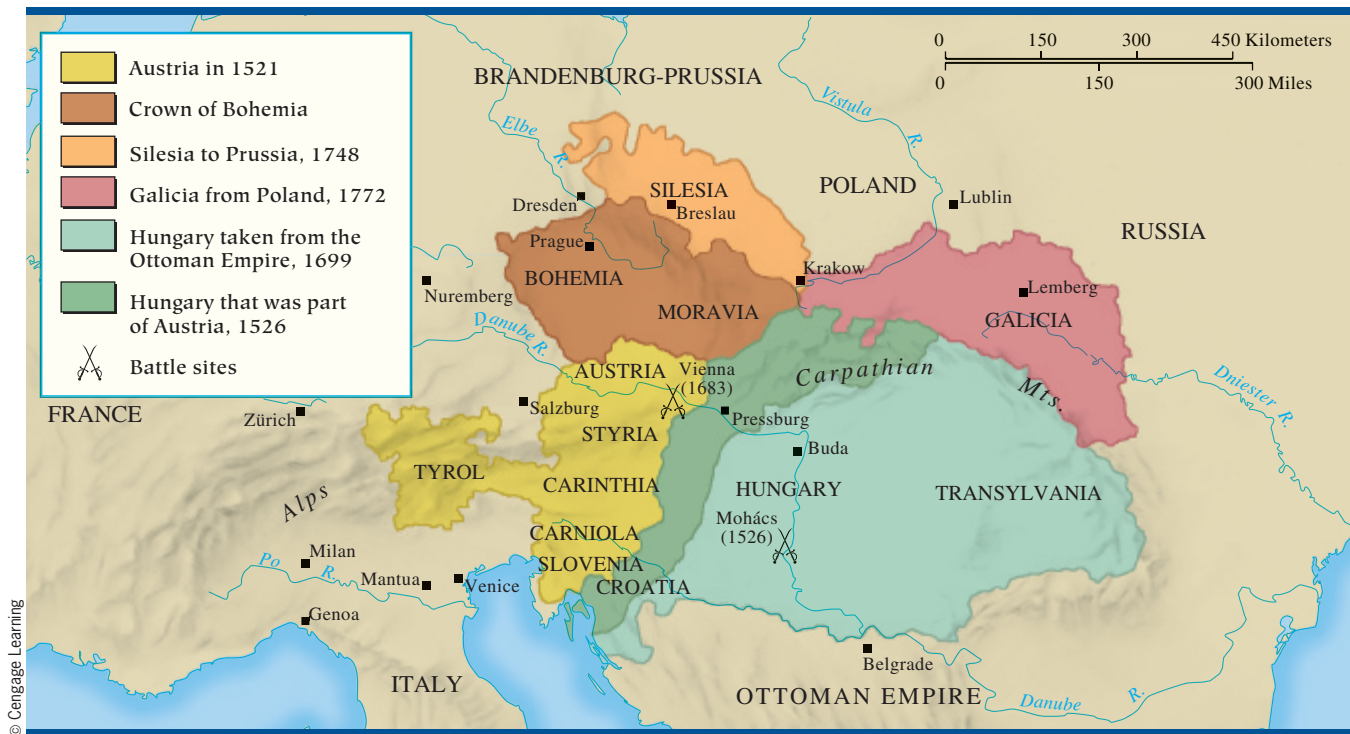 Austria in 1521
Crown of Bohemia
Silesia to Prussia, 1748
Galicia from Poland, 1772
Hungary taken from the
Ottoman Empire, 1699
Hungary that was part
of Austria, 1526
Battle sites
0 150 300 450 Kilometers
0 150 300 Miles
BRANDENBURG-PRUSSIA
Vistula
R.
Elbe
R.
SILESIA
Breslau
POLAND
Lublin
Dresden
RUSSIA
Prague
BOHEMIA
Krakow
Nuremberg
MORAVIA
Lemberg
GALICIA
Danube R.
AUSTRIA
Vienna
(1683)
Carpathian
Mts.
Dniester R.
FRANCE
Zürich
Salzburg
Pressburg
STYRIA
Buda
TYROL
CARINTHIA
HUNGARY
TRANSYLVANIA
Alps
CARNIOLA
Mohács
(1526)
Milan
SLOVENIA
Po R.
Mantua
Venice
CROATIA
Genoa
Belgrade
ITALY
OTTOMAN EMPIRE
Danube
R.
© Cengage Learning